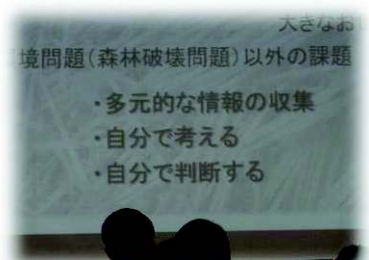 大きなお
境問題(森林破壊問題)以外の課題
・多元的な情報の収集
・自分で考える
・自分で判断する